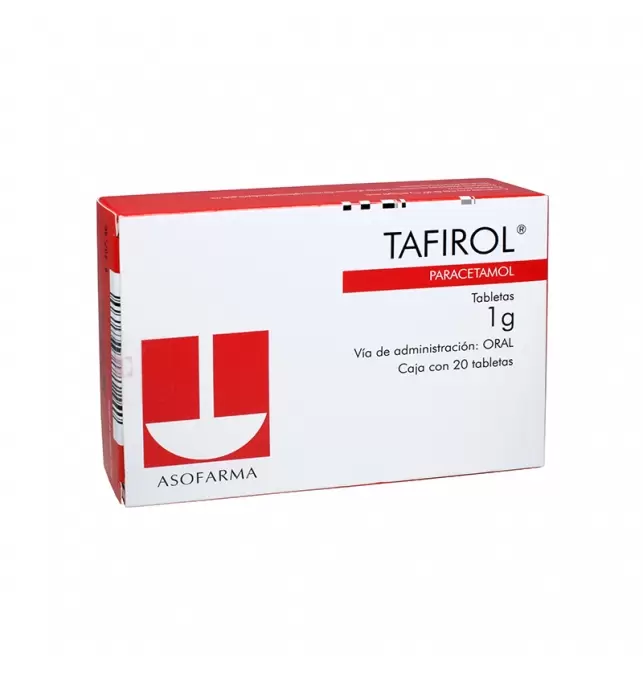 TAFIROL®
PARACETAMOL
Tabletas
1g
Vía de administración: ORAL
Caja con 20 tabletas
ASOFARMA